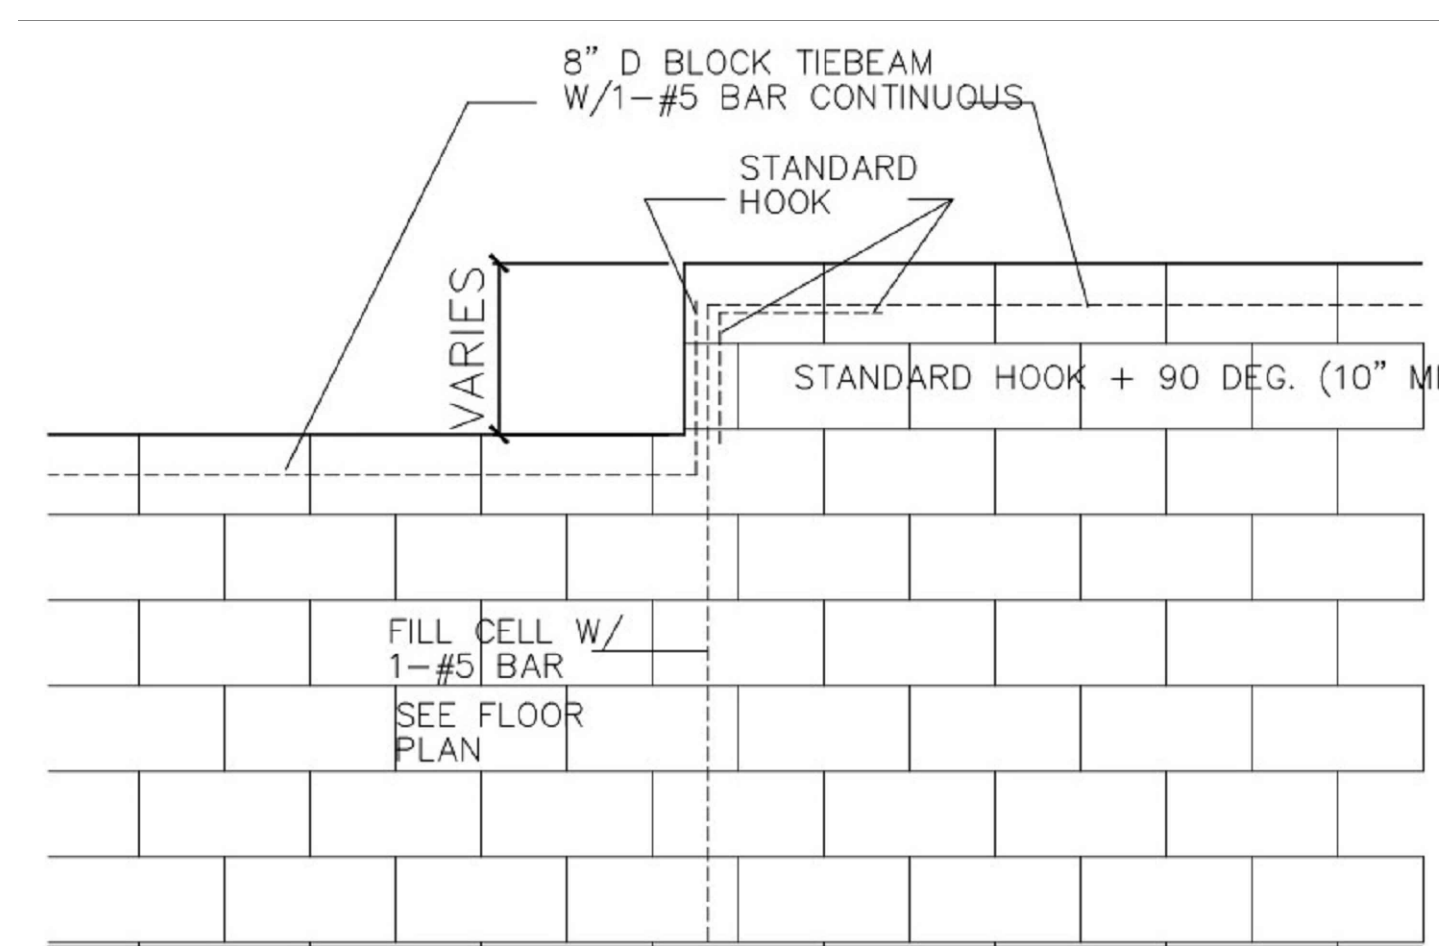 8” D BLOCK TIEBEAM
W/1-#5 BAR CONTINUOUS
STANDARD
HOOK
VARIES
STANDARD HOOK + 90 DEG. (10”
FILL CELL W/
1-#5 BAR
SEE FLOOR
PLAN